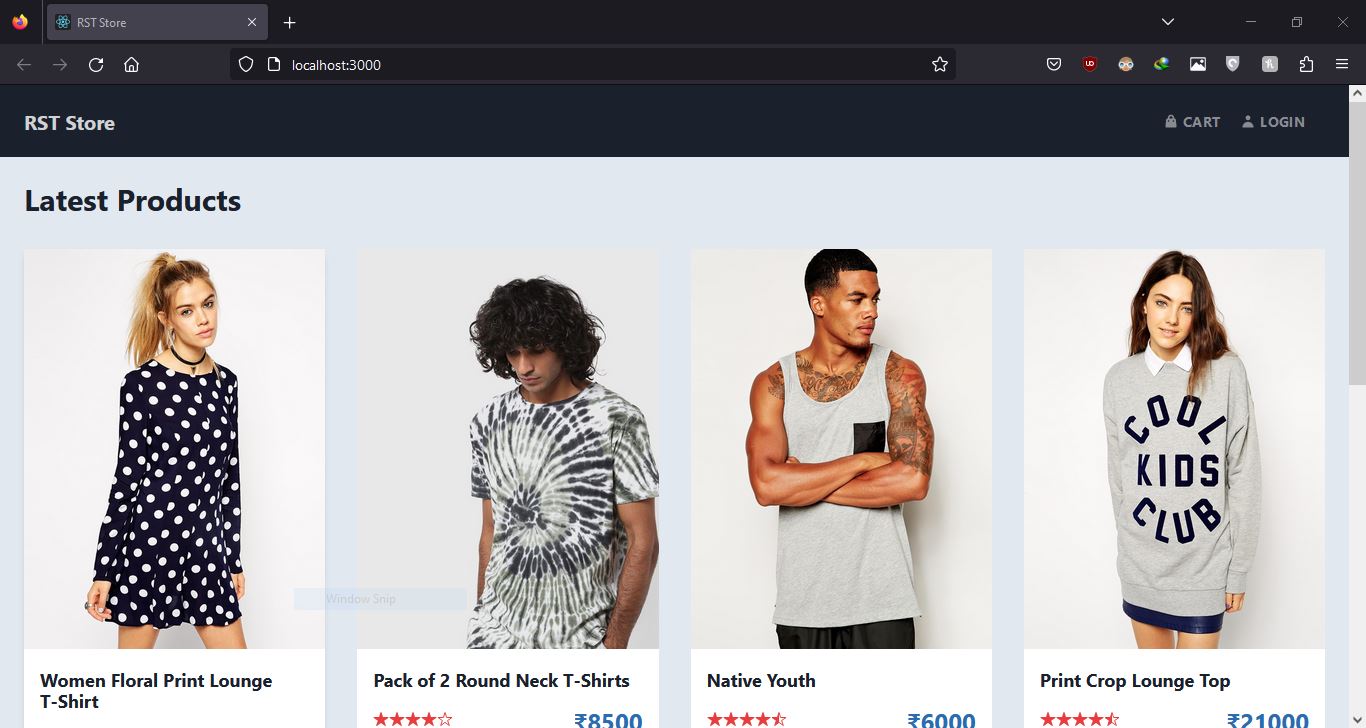 RST Store
localhost:3000
RST Store
CART
LOGIN
Latest Products
COOL
KIDS
CLUB
Window Snip
Women Floral Print Lounge
T-Shirt
Pack of 2 Round Neck T-Shirts
₹8500
Native Youth
₹6000
Print Crop Lounge Top
₹21000